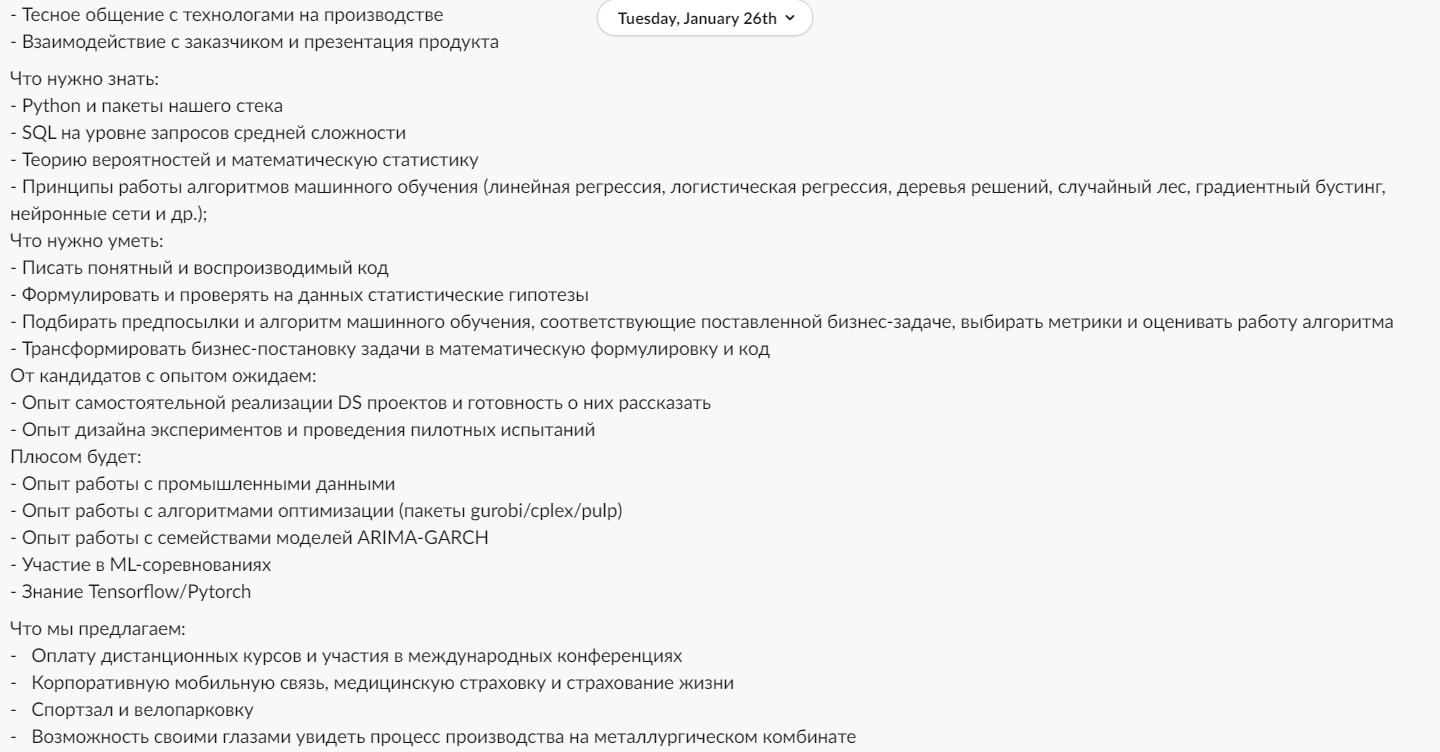 - Тесное общение с технологами на производстве
Tuesday, January 26th
- Взаимодействие с заказчиком и презентация продукта
Что нужно знать:
- Python и пакеты нашего стека
- SQL на уровне запросов средней сложности
- Теорию вероятностей и математическую статистику
- Принципы работы алгоритмов машинного обучения (линейная регрессия, логистическая регрессия, деревья решений, случайный лес, градиентный бустинг,
нейронные сети и др.);
Что нужно уметь:
- Писать понятный и воспроизводимый код
- Формулировать и проверять на данных статистические гипотезы
- Подбирать предпосылки и алгоритм машинного обучения, соответствующие поставленной бизнес-задаче, выбирать метрики и оценивать работу алгоритма
- Трансформировать бизнес-постановку задачи в математическую формулировку и код
От кандидатов с опытом ожидаем:
- Опыт самостоятельной реализации DS проектов и готовность о них рассказать
- Опыт дизайна экспериментов и проведения пилотных испытаний
Плюсом будет:
- Опыт работы с промышленными данными
- Опыт работы с алгоритмами оптимизации (пакеты gurobi/cplex/pulp)
- Опыт работы с семействами моделей ARIMA-GARCH
- Участие в ML-соревнованиях
- Знание Tensorflow/Pytorch
Что мы предлагаем:
- Оплату дистанционных курсов и участия в международных конференциях
- Корпоративную мобильную связь, медицинскую страховку и страхование жизни
- Спортзал и велопарковку
- Возможность своими глазами увидеть процесс производства на металлургическом комбинате